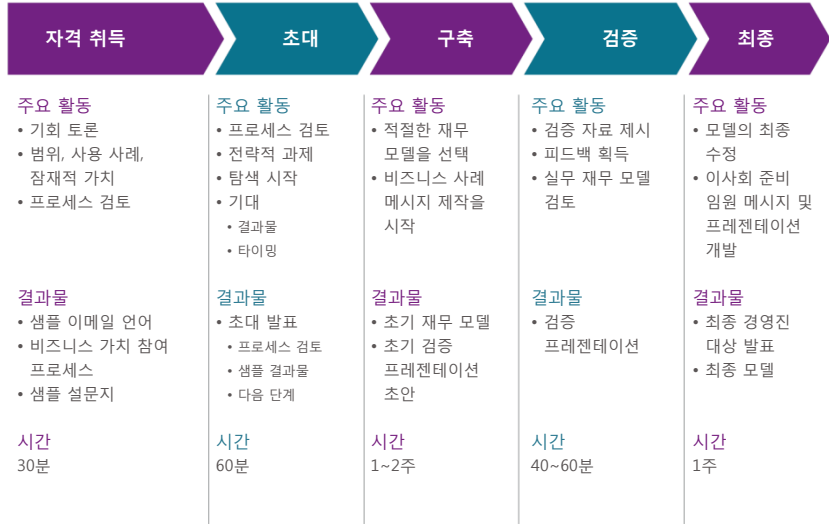 자격 취득
초대
구축
검증
최종
주요 활동
• 기회 토론
• 범위, 사용 사례,
잠재적 가치
• 프로세스 검토
결과물
• 샘플 이메일 언어
• 비즈니스 가치 참여
프로세스
• 샘플 설문지
시간
30분
주요 활동
• 프로세스 검토
• 전략적 과제
• 탐색 시작
• 기대
• 결과물
• 타이밍
결과물
• 초대 발표
• 프로세스 검토
• 샘플 결과물
• 다음 단계
시간
60분
주요 활동
• 적절한 재무
모델을 선택
• 비즈니스 사례
메시지 제작을
시작
결과물
• 초기 재무 모델
• 초기 검증
프레젠테이션
초안
시간
1~2주
주요 활동
• 검증 자료 제시
• 피드백 획득
• 실무 재무 모델
검토
결과물
• 검증
프레젠테이션
시간
40~60분
주요 활동
• 모델의 최종
수정
• 이사회 준비
임원 메시지 및
프레젠테이션
개발
결과물
• 최종 경영진
대상 발표
• 최종 모델
시간
1주